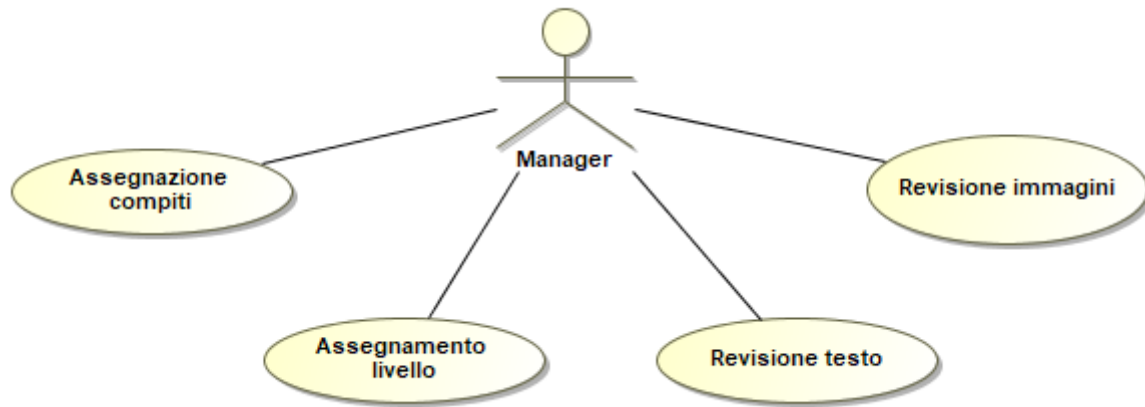 Manager
Assegnazione
compiti
Revisione immagini
Assegnamento
livello
Revisione testo